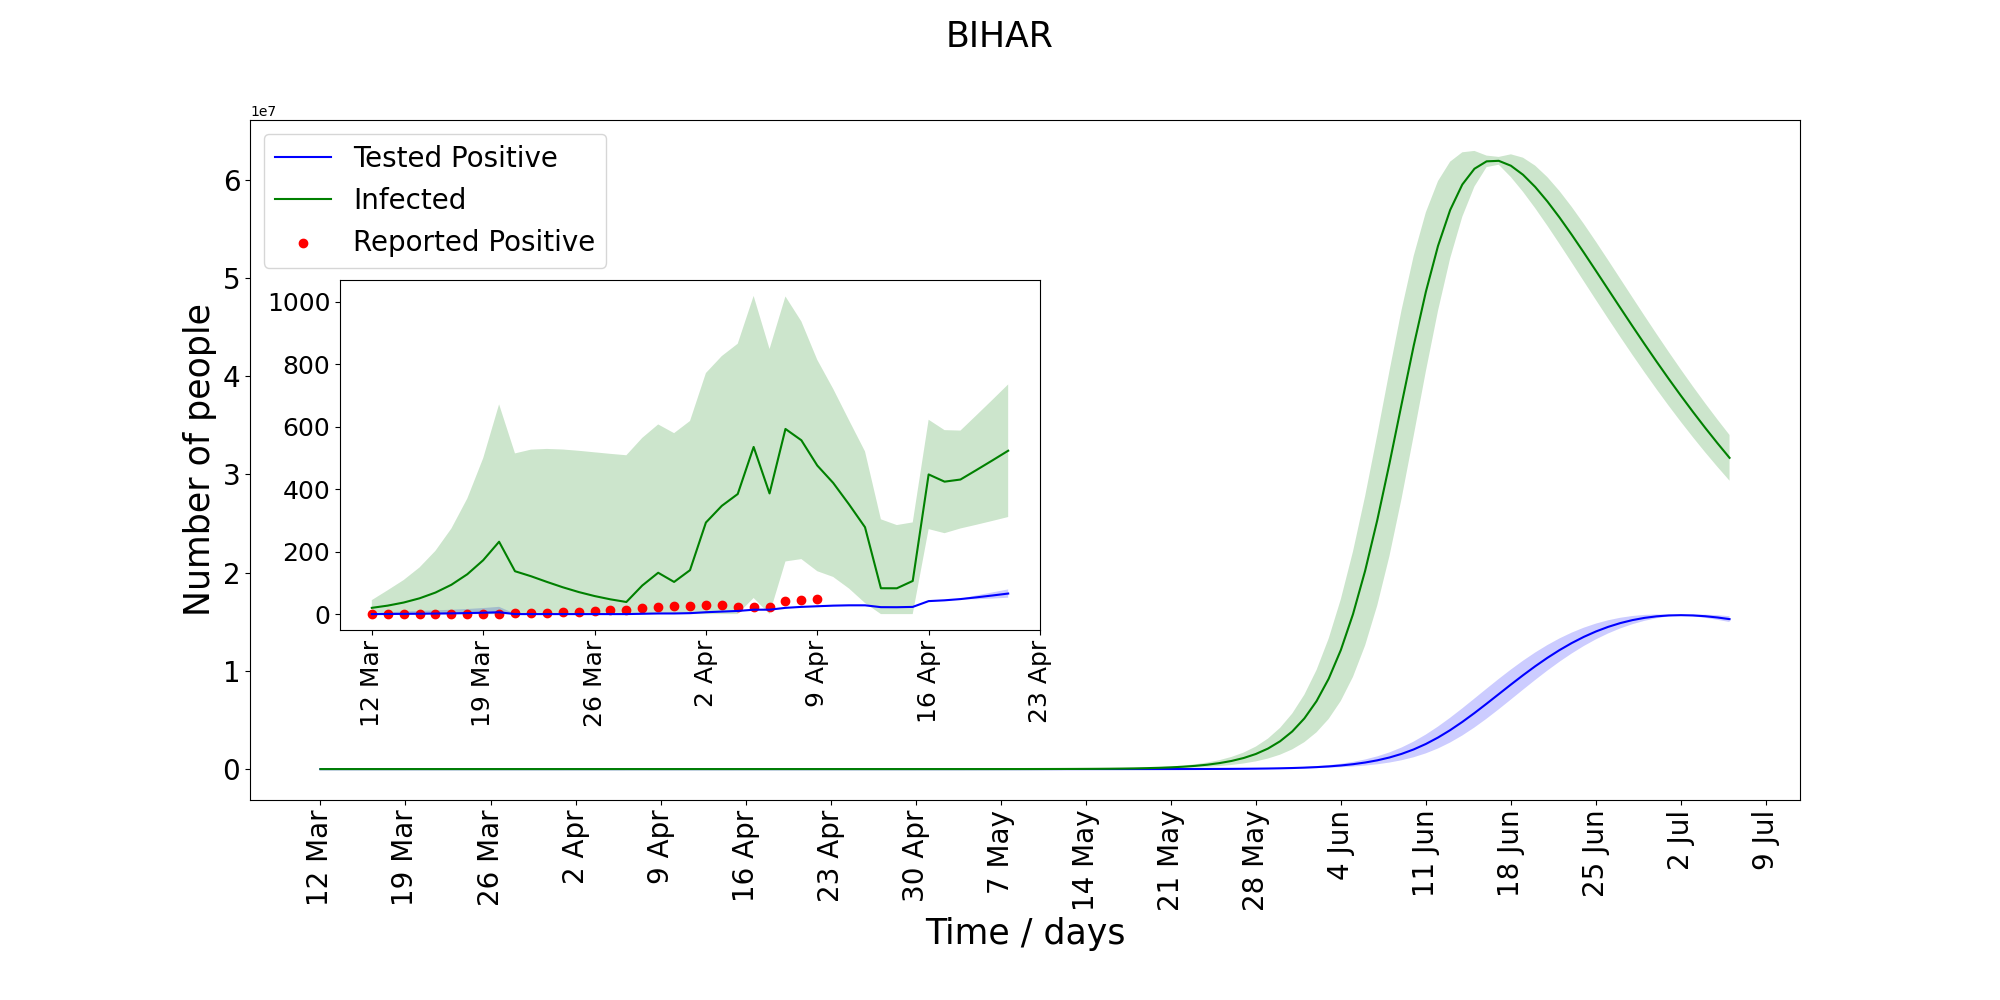 BIHAR
1e7
Tested Positive
Infected
Reported Positive
6
5
4
3
2
1
0
Number of people
1000
800
600
400
200
0
12 Mar
19 Mar
26 Mar
2 Apr
9 Apr
16 Apr
23 Apr
12 Mar
19 Mar
26 Mar
2 Apr
9 Apr
16 Apr
23 Apr
30 Apr
7 May
14 May
21 May
28 May
4 Jun
11 Jun
18 Jun
25 Jun
2 Jul
9 Jul
Time / days